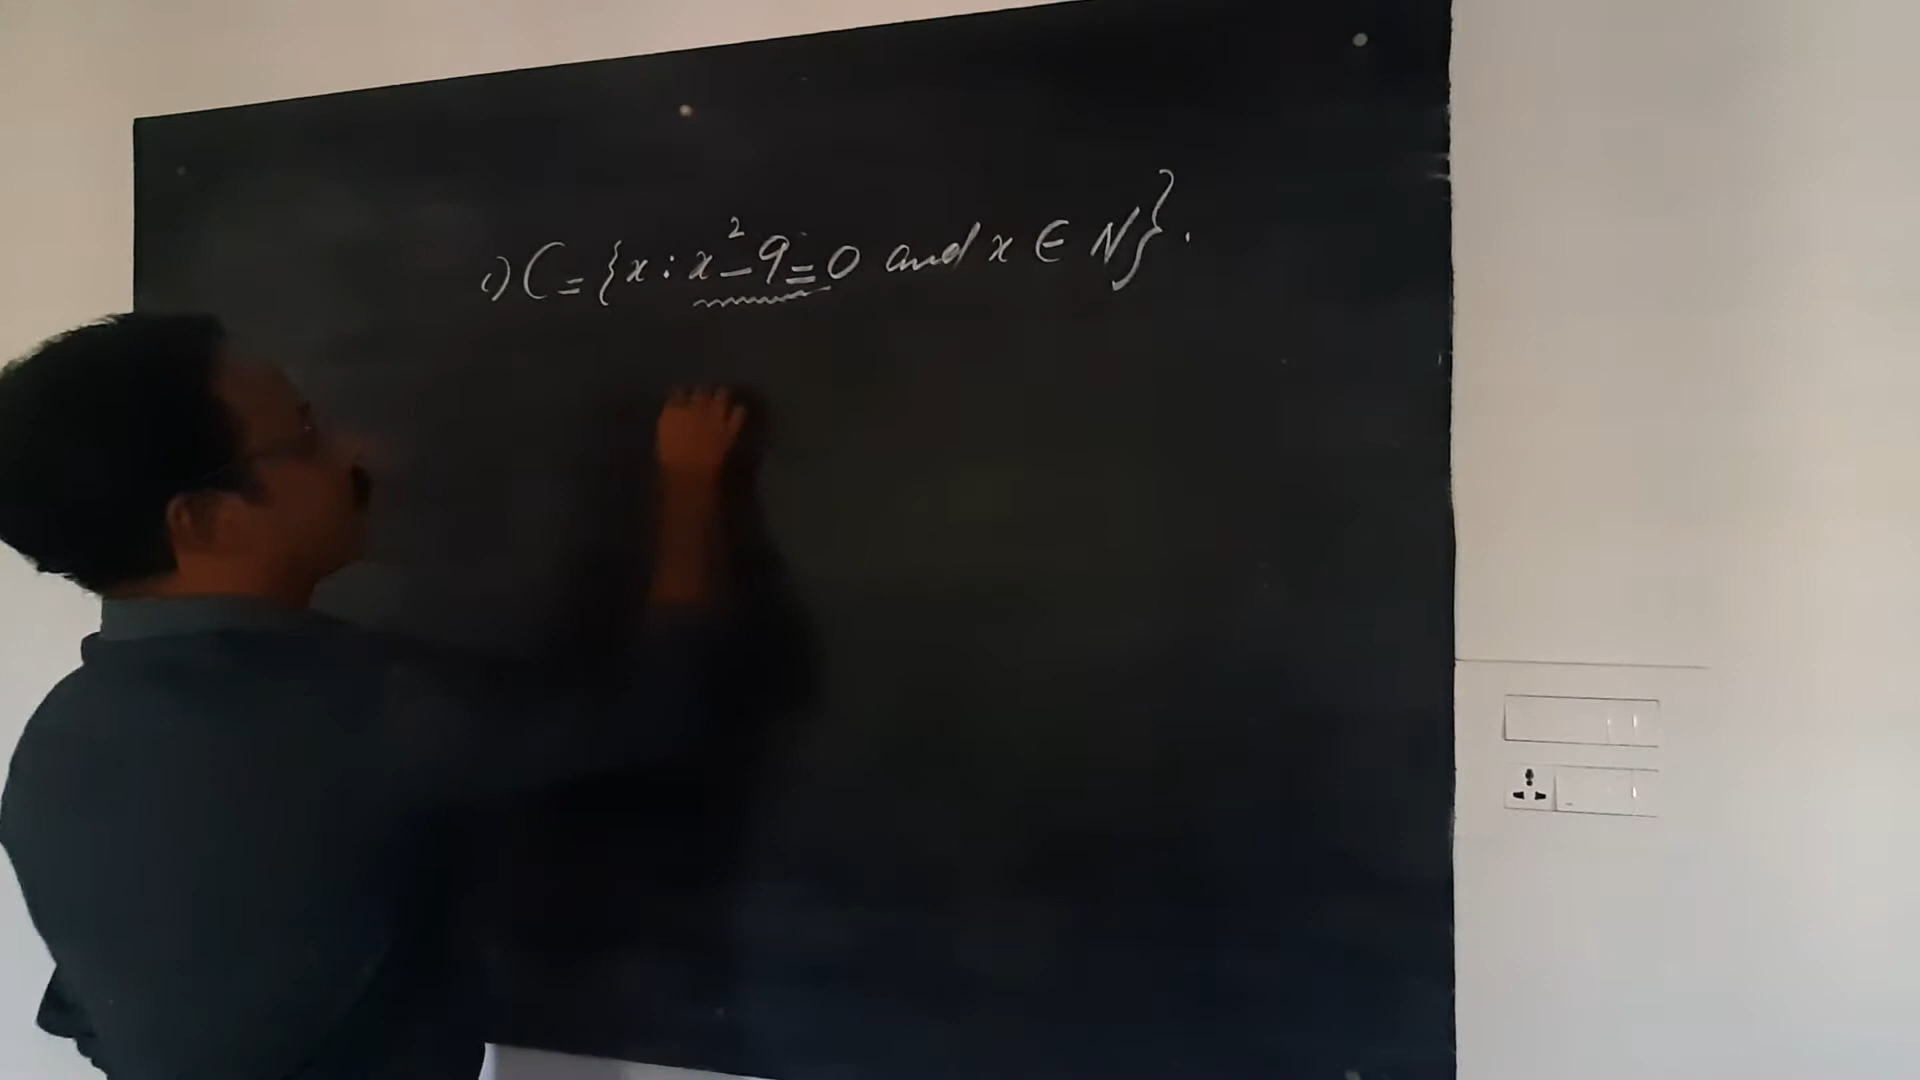 i) C = {x : x² - 9 = 0 and x ∈ N}.